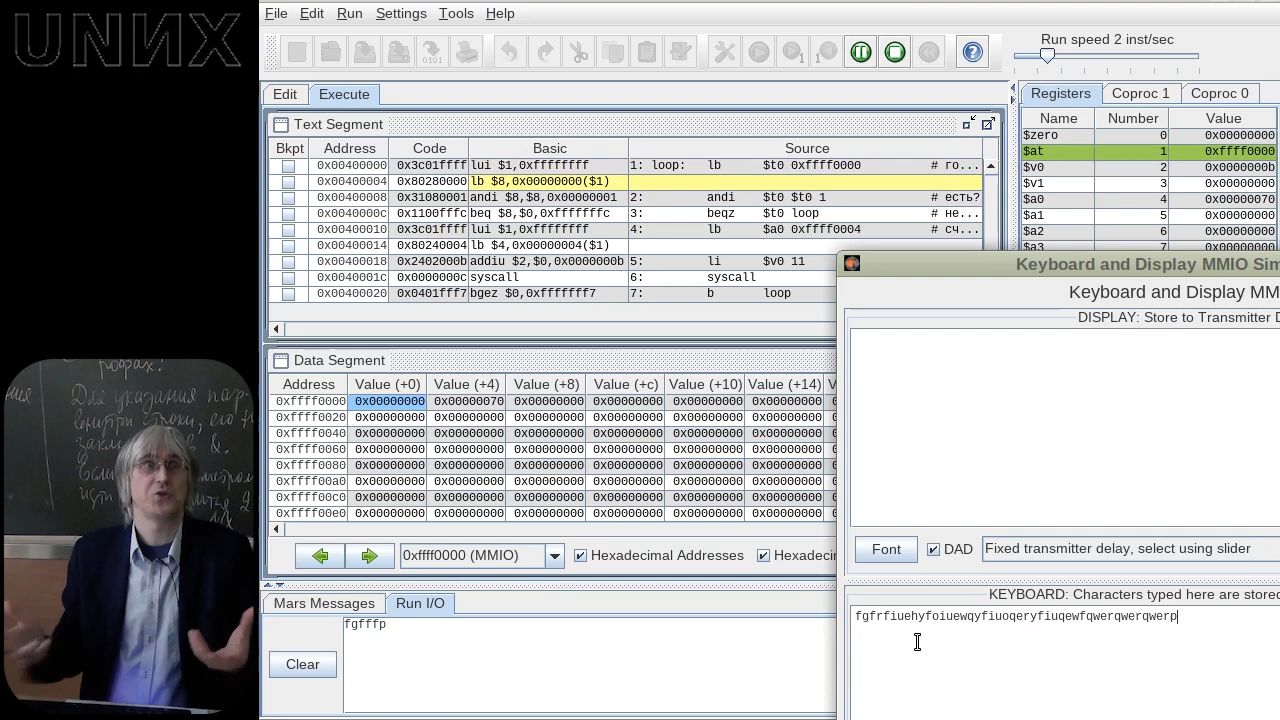 UNИX
File Edit Run Settings Tools Help
Run speed 2 inst/sec
Edit Execute
Registers Coproc 1 Coproc 0
Text Segment
Bkpt Address Code Basic Source
0x00400000 0x3c01ffff lui $1,0xffffffff 1: loop: lb $t0 0xffff0000 # го...
0x00400004 0x80280000 lb $8,0x00000000($1)
0x00400008 0x31080001 andi $8,$8,0x00000001 2: andi $t0 $t0 1 # есть?
0x0040000c 0x1100fffc beq $8,$0,0xfffffffc 3: beqz $t0 loop # не...
0x00400010 0x3c01ffff lui $1,0xffffffff 4: lb $a0 0xffff0004 # сч...
0x00400014 0x80240004 lb $4,0x00000004($1)
0x00400018 0x2402000b addiu $2,$0,0x0000000b 5: li $v0 11
0x0040001c 0x0000000c syscall 6: syscall
0x00400020 0x0401fff7 bgez $0,0xfffffff7 7: b loop
Name Number Value
$zero 0 0x00000000
$at 1 0xffff0000
$v0 2 0x0000000b
$v1 3 0x00000000
$a0 4 0x00000070
$a1 5 0x00000000
$a2 6 0x00000000
$a3 7 0x00000000
Keyboard and Display MMIO Sim
Keyboard and Display MM
DISPLAY: Store to Transmitter D
Data Segment
Address Value (+0) Value (+4) Value (+8) Value (+c) Value (+10) Value (+14) V
0xffff0000 0x00000000 0x00000070 0x00000000 0x00000000 0x00000000 0x00000000
0xffff0020 0x00000000 0x00000000 0x00000000 0x00000000 0x00000000 0x00000000
0xffff0040 0x00000000 0x00000000 0x00000000 0x00000000 0x00000000 0x00000000
0xffff0060 0x00000000 0x00000000 0x00000000 0x00000000 0x00000000 0x00000000
0xffff0080 0x00000000 0x00000000 0x00000000 0x00000000 0x00000000 0x00000000
0xffff00a0 0x00000000 0x00000000 0x00000000 0x00000000 0x00000000 0x00000000
0xffff00c0 0x00000000 0x00000000 0x00000000 0x00000000 0x00000000 0x00000000
0xffff00e0 0x00000000 0x00000000 0x00000000 0x00000000 0x00000000 0x00000000
0xffff0000 (MMIO) Hexadecimal Addresses Hexadecim
Font DAD Fixed transmitter delay, select using slider
KEYBOARD: Characters typed here are stored
fgfrfiuehyfoiuewqyfiuoqeryfiuqewfqwerqwerqwerp
Mars Messages Run I/O
fgfffp
Clear
Для указания пар
внутри строки, его